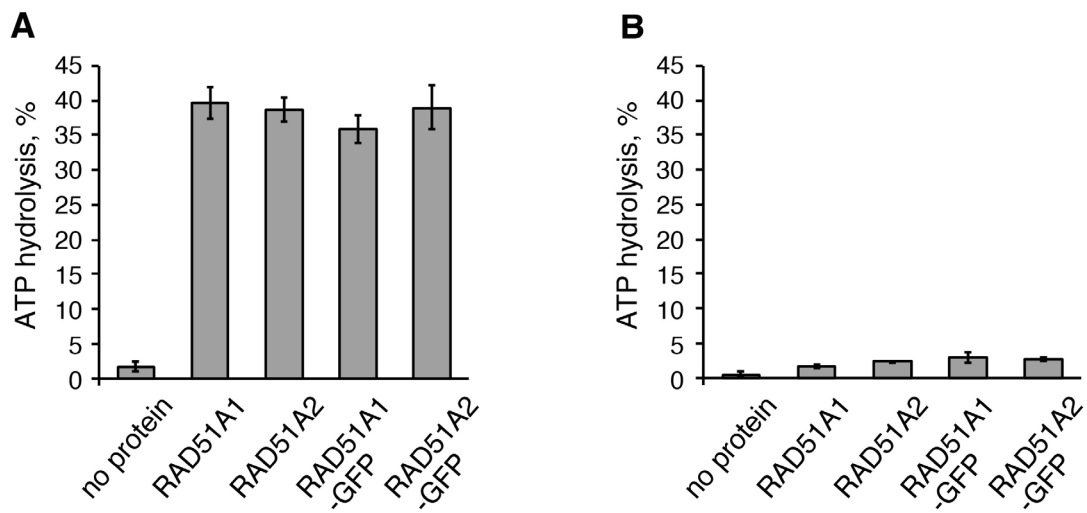 A
ATP hydrolysis, %
45
40
35
30
25
20
15
10
5
0
no protein
RAD51A1
RAD51A2
RAD51A1
-GFP
RAD51A2
-GFP
B
ATP hydrolysis, %
45
40
35
30
25
20
15
10
5
0
no protein
RAD51A1
RAD51A2
RAD51A1
-GFP
RAD51A2
-GFP